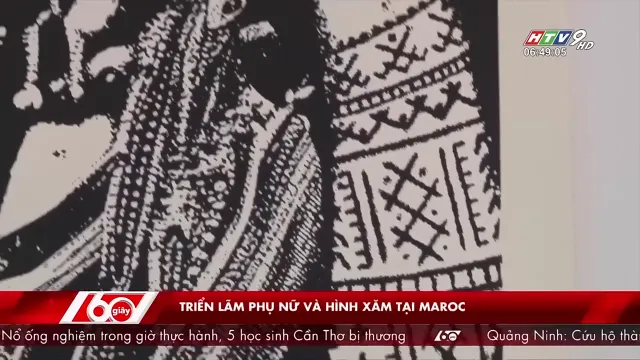 HTV9 HD
06:49:05
60 giây
TRIỂN LÃM PHỤ NỮ VÀ HÌNH XĂM TẠI MAROC
Nổ ống nghiệm trong giờ thực hành, 5 học sinh Cần Thơ bị thương 60 Quảng Ninh: Cứu hộ